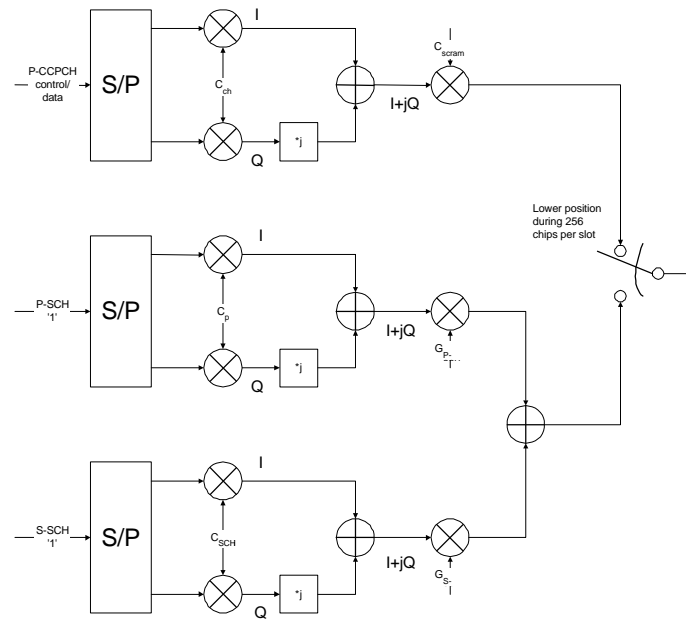 I
C
scram
P-CCPCH
control/
data
S/P
C
ch
I+jQ
Q
*j
Lower position
during 256
chips per slot
I
P-SCH
'1'
S/P
C
p
I+jQ
G
P-
Q
*j
I
S-SCH
'1'
S/P
C
SCH
I+jQ
G
S-
Q
*j